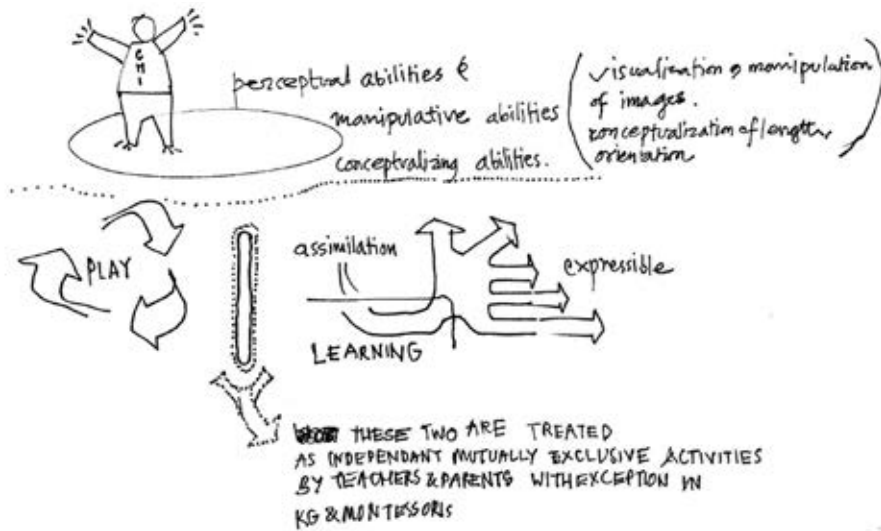 CHI
perceptual abilities &
manipulative abilities
conceptualizing abilities.
visualization & manipulation
of images.
conceptualization of length,
orientation
PLAY
assimilation
expressible
LEARNING
THESE TWO ARE TREATED
AS INDEPENDANT MUTUALLY EXCLUSIVE ACTIVITIES
BY TEACHERS & PARENTS WITH EXCEPTION IN
KG & MONTESSORIS